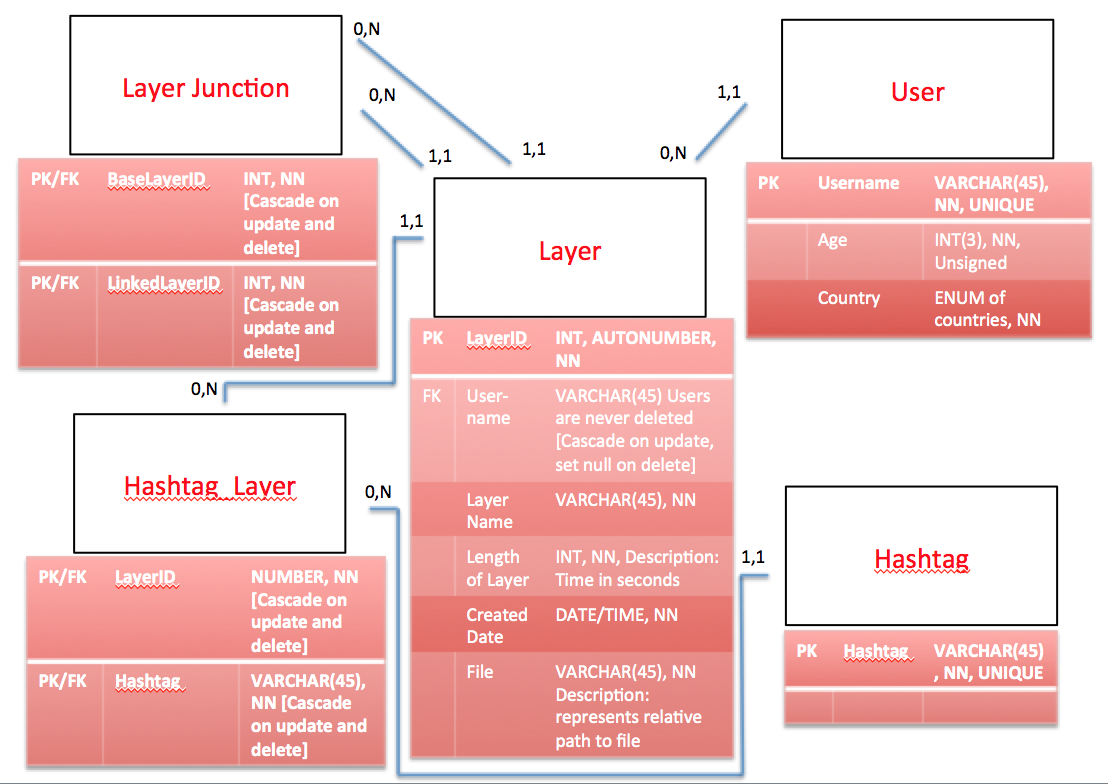 0,N
Layer Junction
0,N
1,1
1,1
PK/FK BaseLayerID INT, NN
[Cascade on
update and
delete]
PK/FK LinkedLayerID INT, NN
[Cascade on
update and
delete]
User
1,1
0,N
PK Username VARCHAR(45),
NN, UNIQUE
Age INT(3), NN,
Unsigned
Country ENUM of
countries, NN
1,1
Layer
PK LayerID INT, AUTONUMBER,
NN
FK User-
name
VARCHAR(45) Users
are never deleted
[Cascade on update,
set null on delete]
Layer
Name
VARCHAR(45), NN
Length
of Layer
INT, NN, Description:
Time in seconds
Created
Date
DATE/TIME, NN
File VARCHAR(45), NN
Description:
represents relative
path to file
0,N
Hashtag_Layer
0,N
PK/FK LayerID NUMBER, NN
[Cascade on
update and
delete]
PK/FK Hashtag VARCHAR(45),
NN [Cascade
on update and
delete]
1,1
Hashtag
PK Hashtag VARCHAR(45)
, NN, UNIQUE